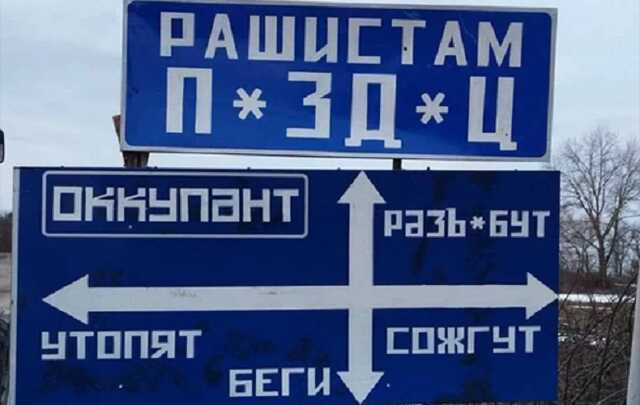 РАШИСТАМ
П*ЗД*Ц
ОККУПАНТ
РАЗЬ*БУТ
УТОПЯТ
СОЖГУТ
БЕГИ